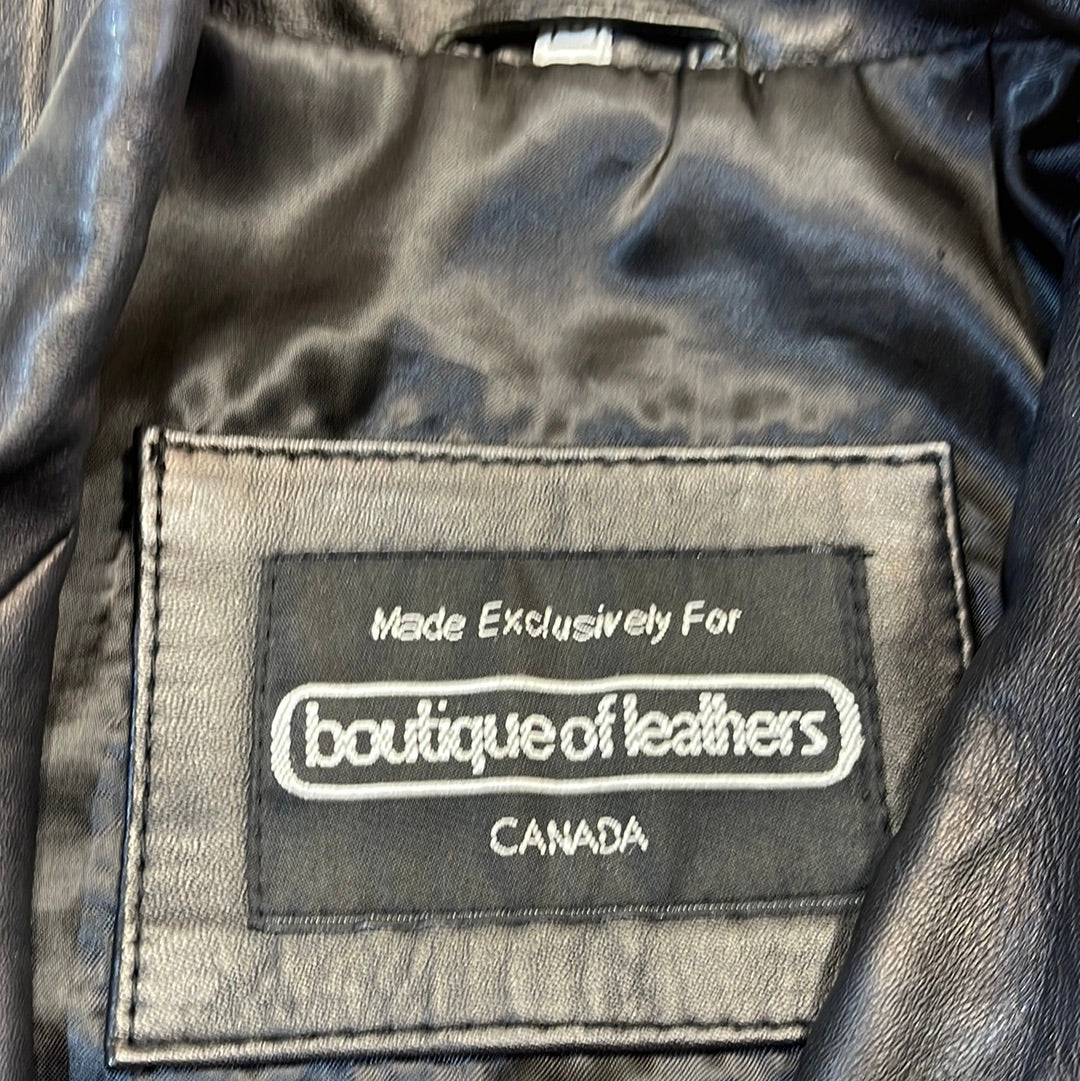 Made Exclusively For
boutique of leathers
CANADA